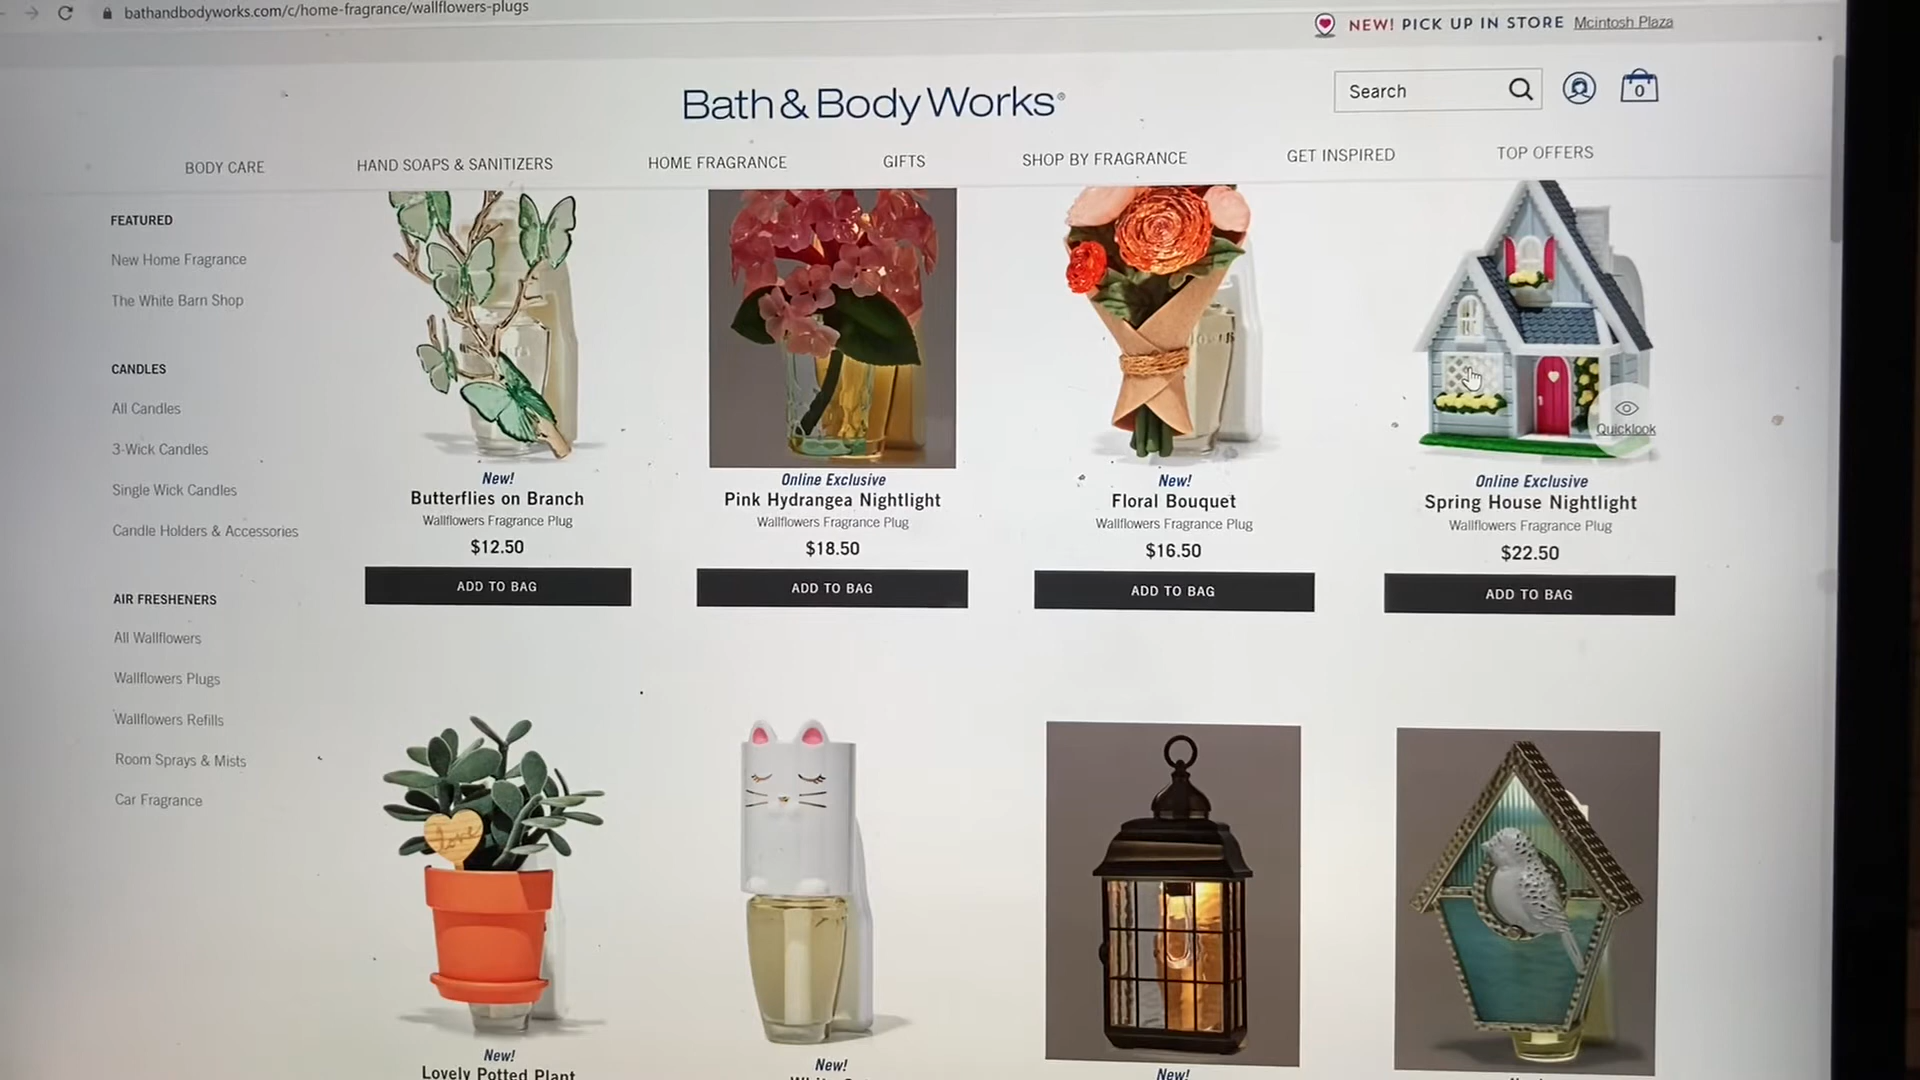 bathandbodyworks.com/c/home-fragrance/wallflowers-plugs
NEW! PICK UP IN STORE Mcintosh Plaza
Bath & Body Works®
Search
0
BODY CARE
HAND SOAPS & SANITIZERS
HOME FRAGRANCE
GIFTS
SHOP BY FRAGRANCE
GET INSPIRED
TOP OFFERS
FEATURED
New Home Fragrance
The White Barn Shop
CANDLES
All Candles
3-Wick Candles
Single Wick Candles
Candle Holders & Accessories
AIR FRESHENERS
All Wallflowers
Wallflowers Plugs
Wallflowers Refills
Room Sprays & Mists
Car Fragrance
New!
Butterflies on Branch
Wallflowers Fragrance Plug
$12.50
ADD TO BAG
Online Exclusive
Pink Hydrangea Nightlight
Wallflowers Fragrance Plug
$18.50
ADD TO BAG
New!
Floral Bouquet
Wallflowers Fragrance Plug
$16.50
ADD TO BAG
Quicklook
Online Exclusive
Spring House Nightlight
Wallflowers Fragrance Plug
$22.50
ADD TO BAG
love
New!
Lovely Potted Plant
New!
New!